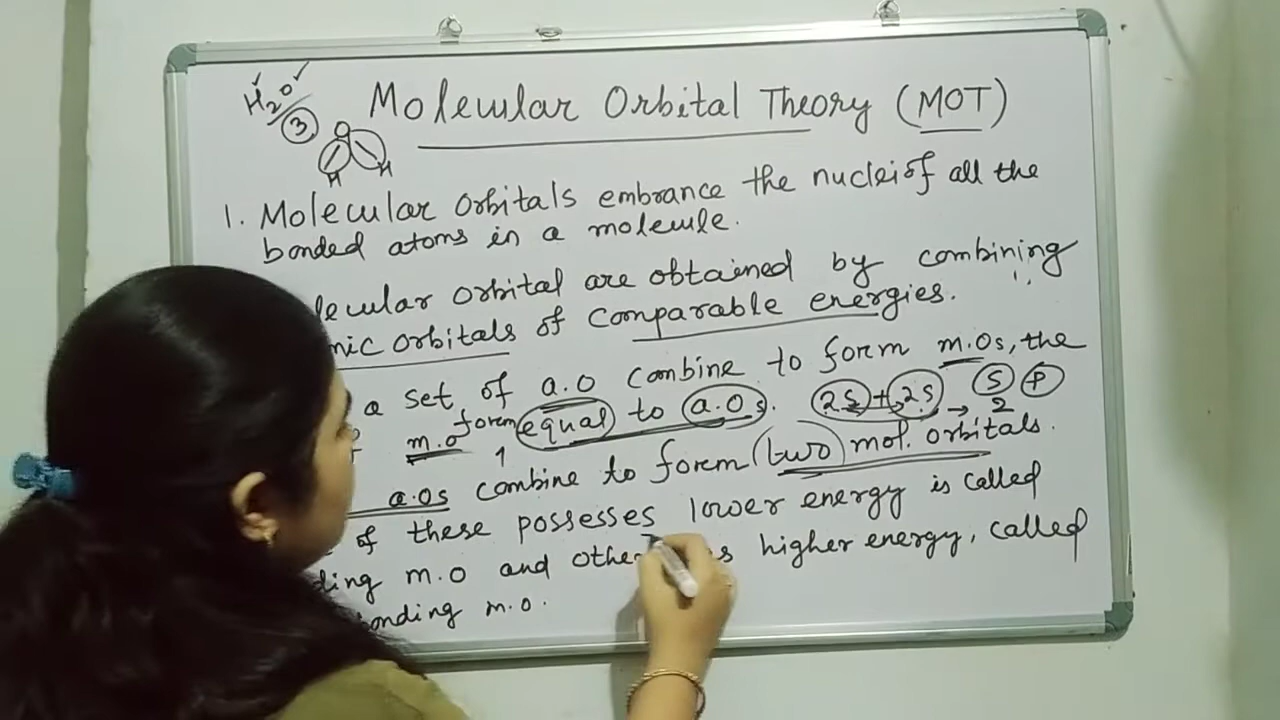 H2O
3
Molecular Orbital Theory (MOT)
O
H H
1. Molecular orbitals embrance the nuclei of all the
bonded atoms in a molecule.
lecular orbital are obtained by combining
mic orbitals of comparable energies.
a set of a.o combine to form m.Os, the
m.o form equal to a.Os. 2s + 2s → 2
S P
1
a.os combine to form two mol. orbitals.
of these possesses lower energy is called
ding m.o and other higher energy, called
bonding m.o.